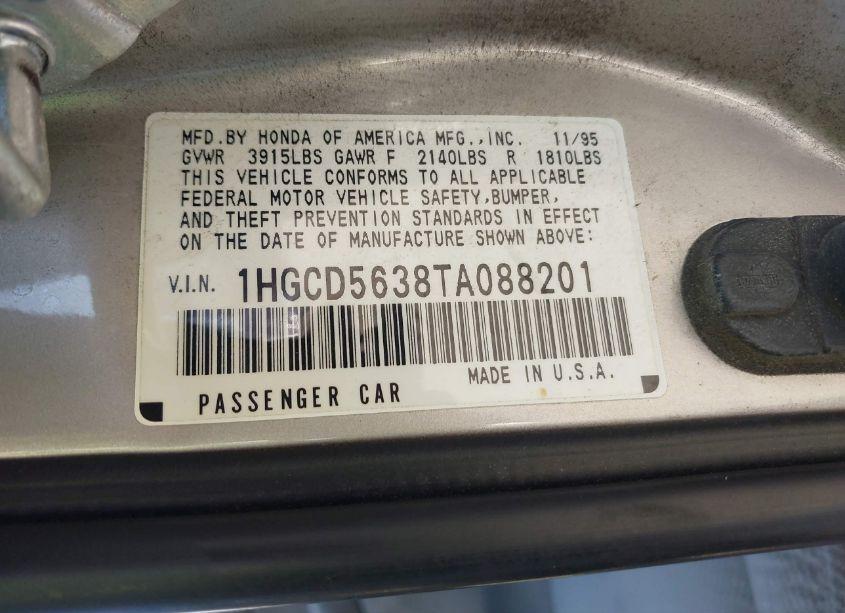 MFD.BY HONDA OF AMERICA MFG.,INC. 11/95
GVWR 3915LBS GAWR F 2140LBS R 1810LBS
THIS VEHICLE CONFORMS TO ALL APPLICABLE
FEDERAL MOTOR VEHICLE SAFETY,BUMPER,
AND THEFT PREVENTION STANDARDS IN EFFECT
ON THE DATE OF MANUFACTURE SHOWN ABOVE:
V.I.N. 1HGCD5638TA088201
PASSENGER CAR MADE IN U.S.A.